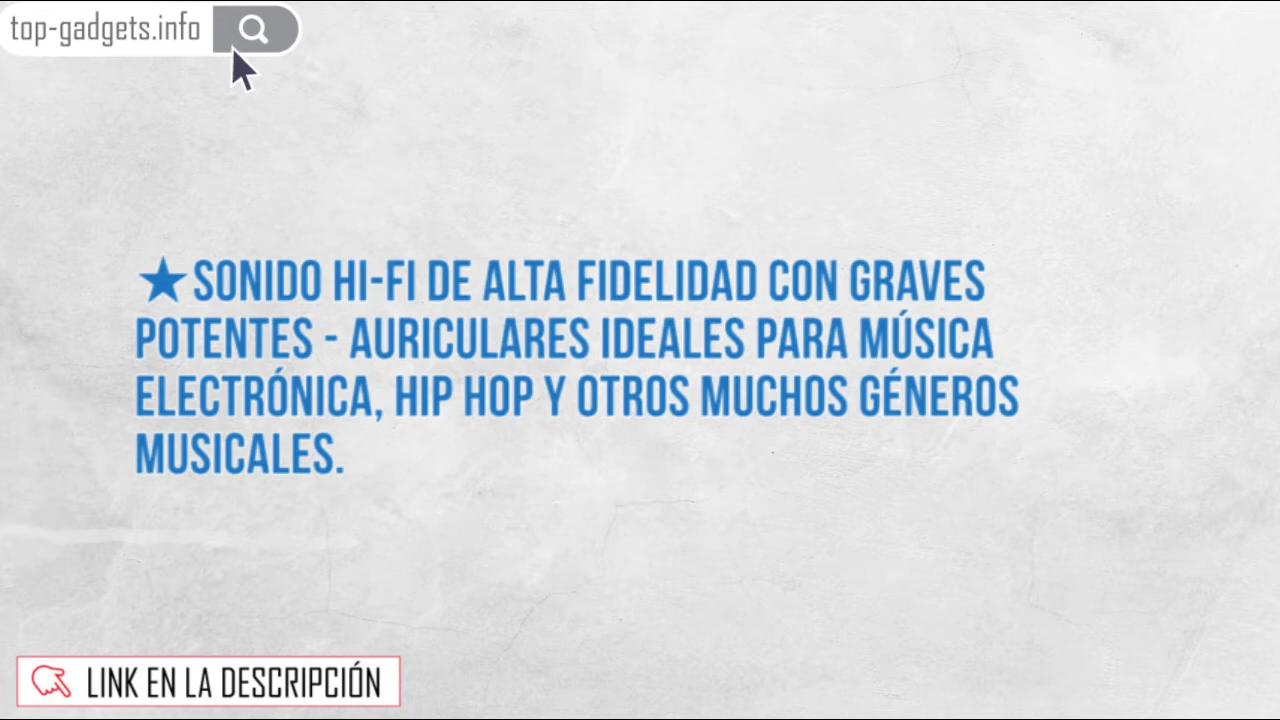 top-gadgets.info
★SONIDO HI-FI DE ALTA FIDELIDAD CON GRAVES
POTENTES - AURICULARES IDEALES PARA MÚSICA
ELECTRÓNICA, HIP HOP Y OTROS MUCHOS GÉNEROS
MUSICALES.
LINK EN LA DESCRIPCIÓN